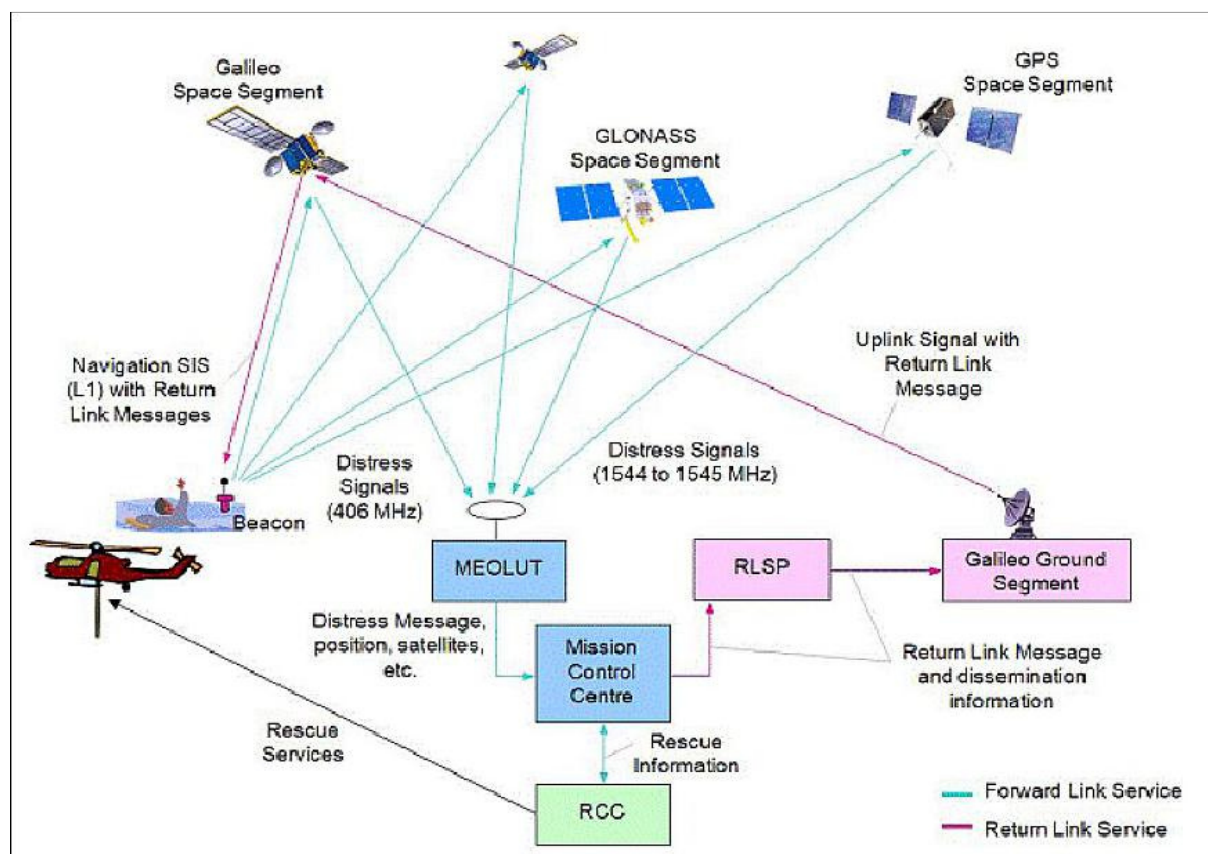 Galileo
Space Segment
GPS
Space Segment
GLONASS
Space Segment
Navigation SIS
(L1) with Return
Link Messages
Uplink Signal with
Return Link
Message
Distress
Signals
(406 MHz)
Distress Signals
(1544 to 1545 MHz)
Beacon
MEOLUT
RLSP
Galileo Ground
Segment
Distress Message,
position, satellites,
etc.
Mission
Control
Centre
Return Link Message
and dissemination
information
Rescue
Services
Rescue
Information
RCC
Forward Link Service
Return Link Service